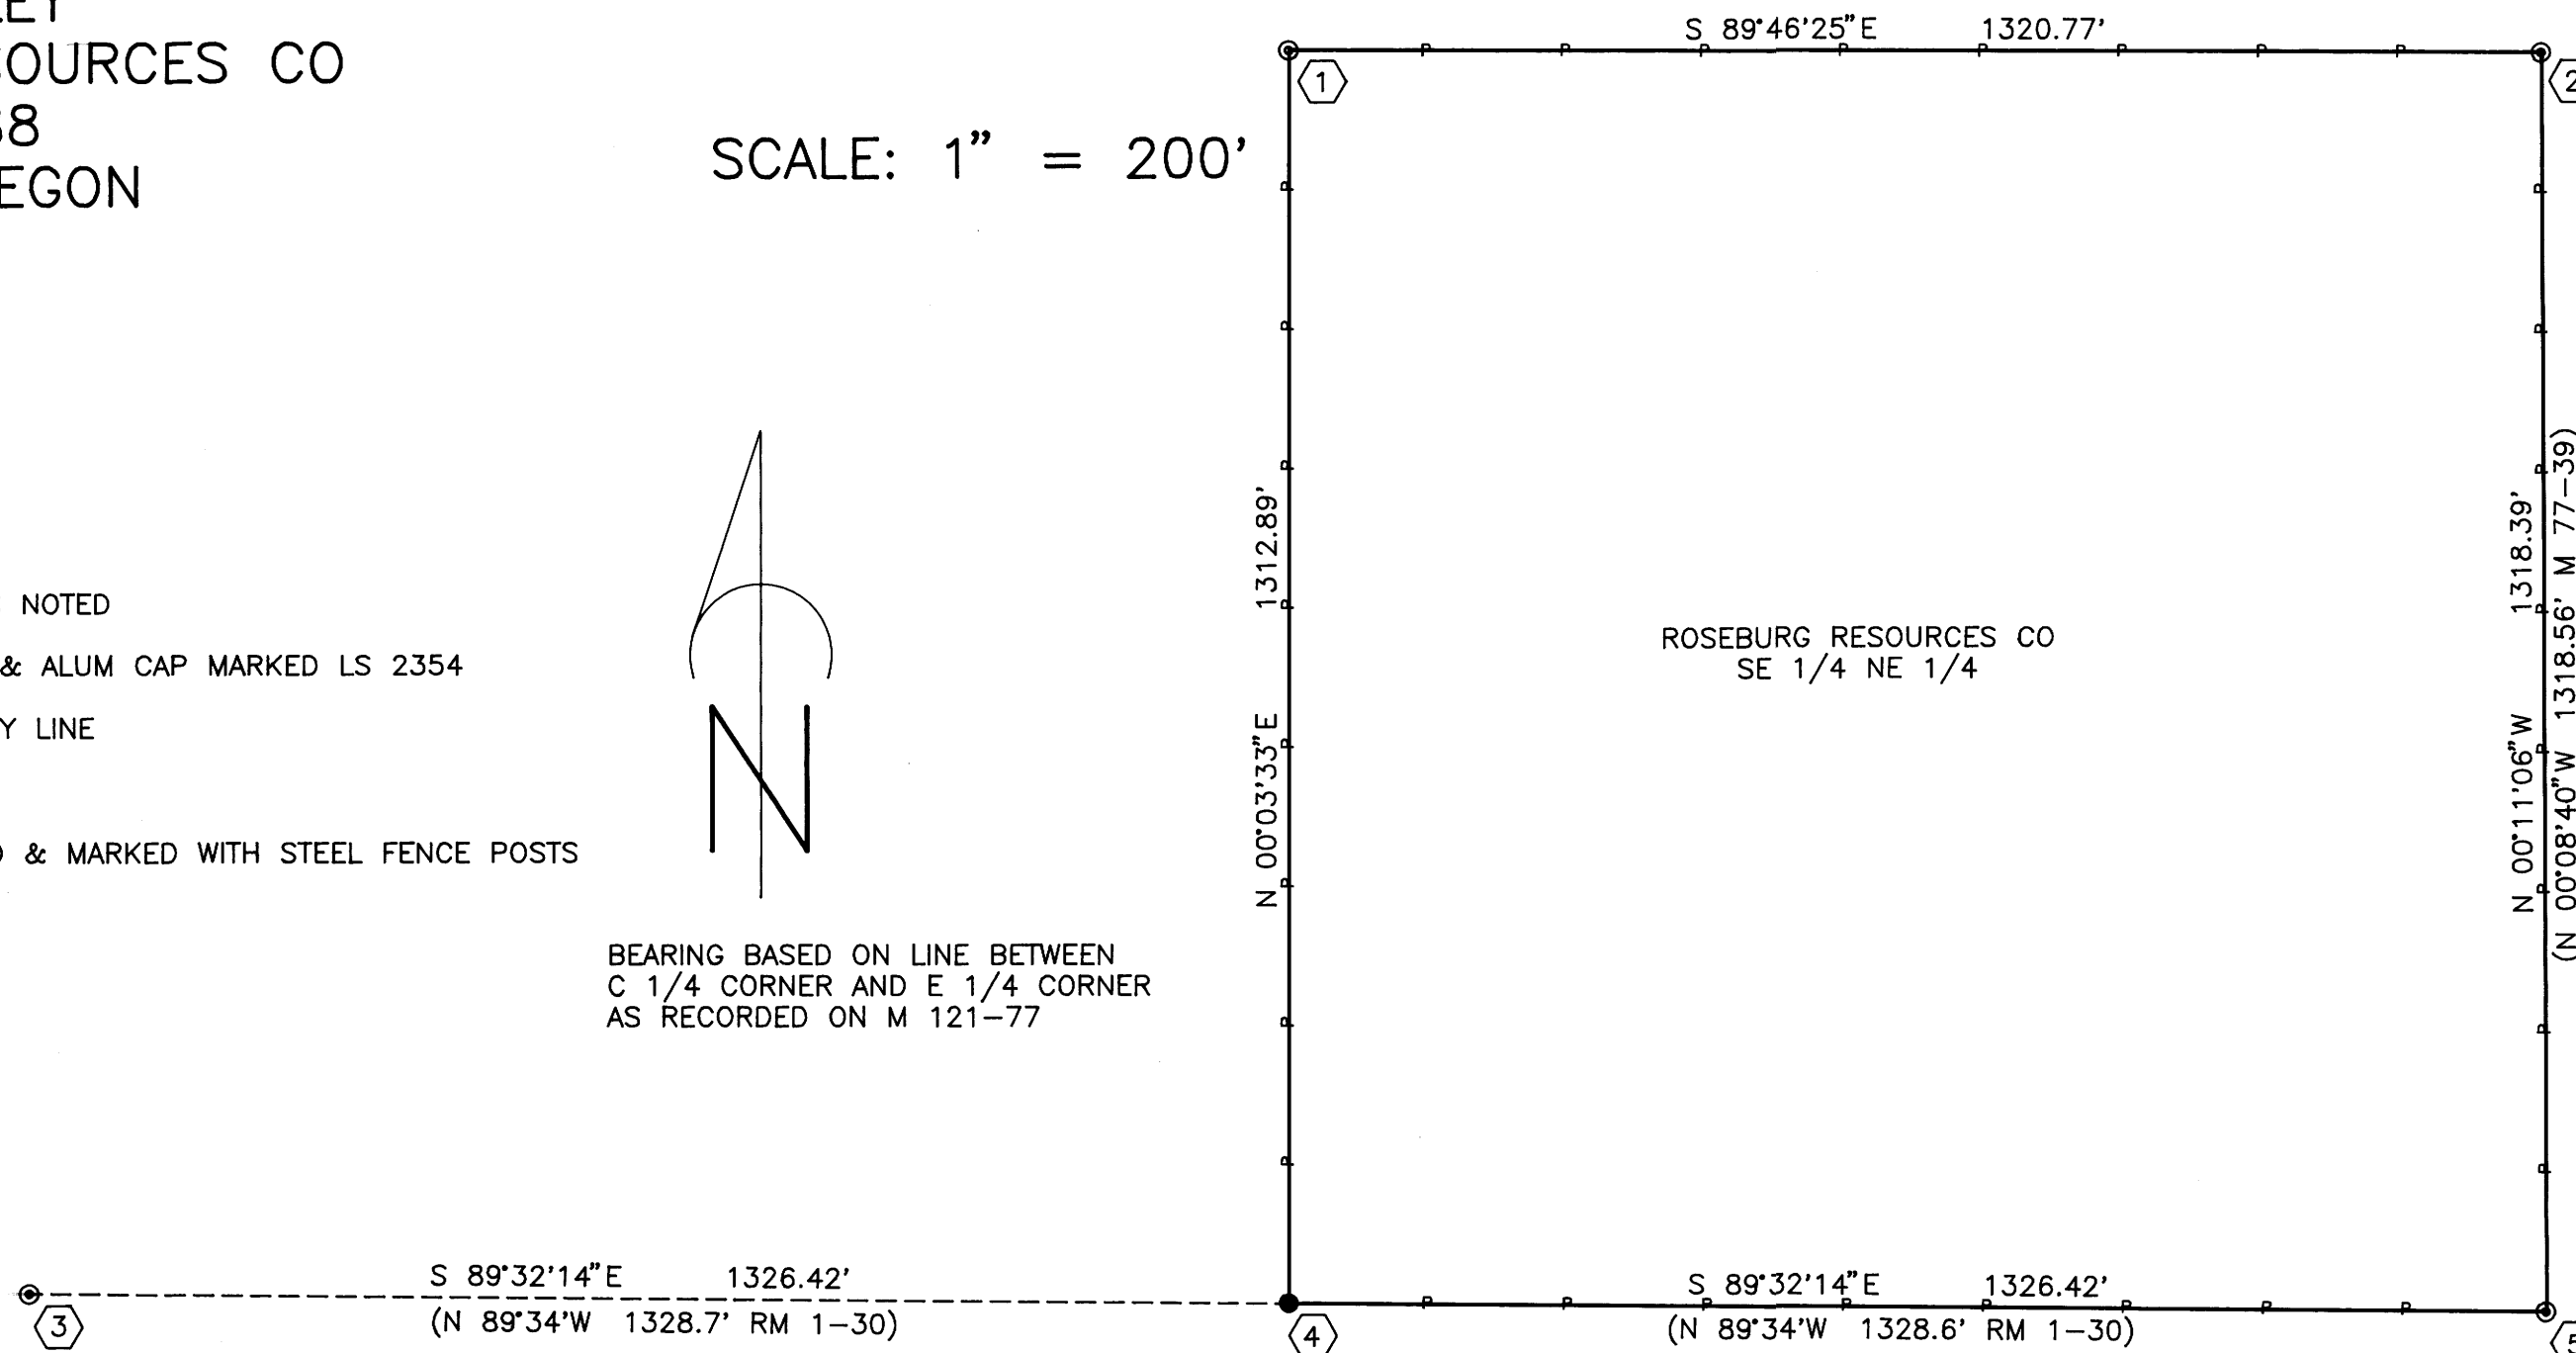 OURCES CO
EGON
SCALE: 1” = 200’
NOTED
& ALUM CAP MARKED LS 2354
Y LINE
& MARKED WITH STEEL FENCE POSTS
N
BEARING BASED ON LINE BETWEEN
C 1/4 CORNER AND E 1/4 CORNER
AS RECORDED ON M 121–77
S 89°46’25”E 1320.77’
1
2
N 00°03’33”E 1312.89’
ROSEBURG RESOURCES CO
SE 1/4 NE 1/4
N 00°11’06”W 1318.39’
(N 00°08’40”W 1318.56’ M 77–39)
S 89°32’14”E 1326.42’
(N 89°34’W 1328.7’ RM 1–30)
3
4
S 89°32’14”E 1326.42’
(N 89°34’W 1328.6’ RM 1–30)
5